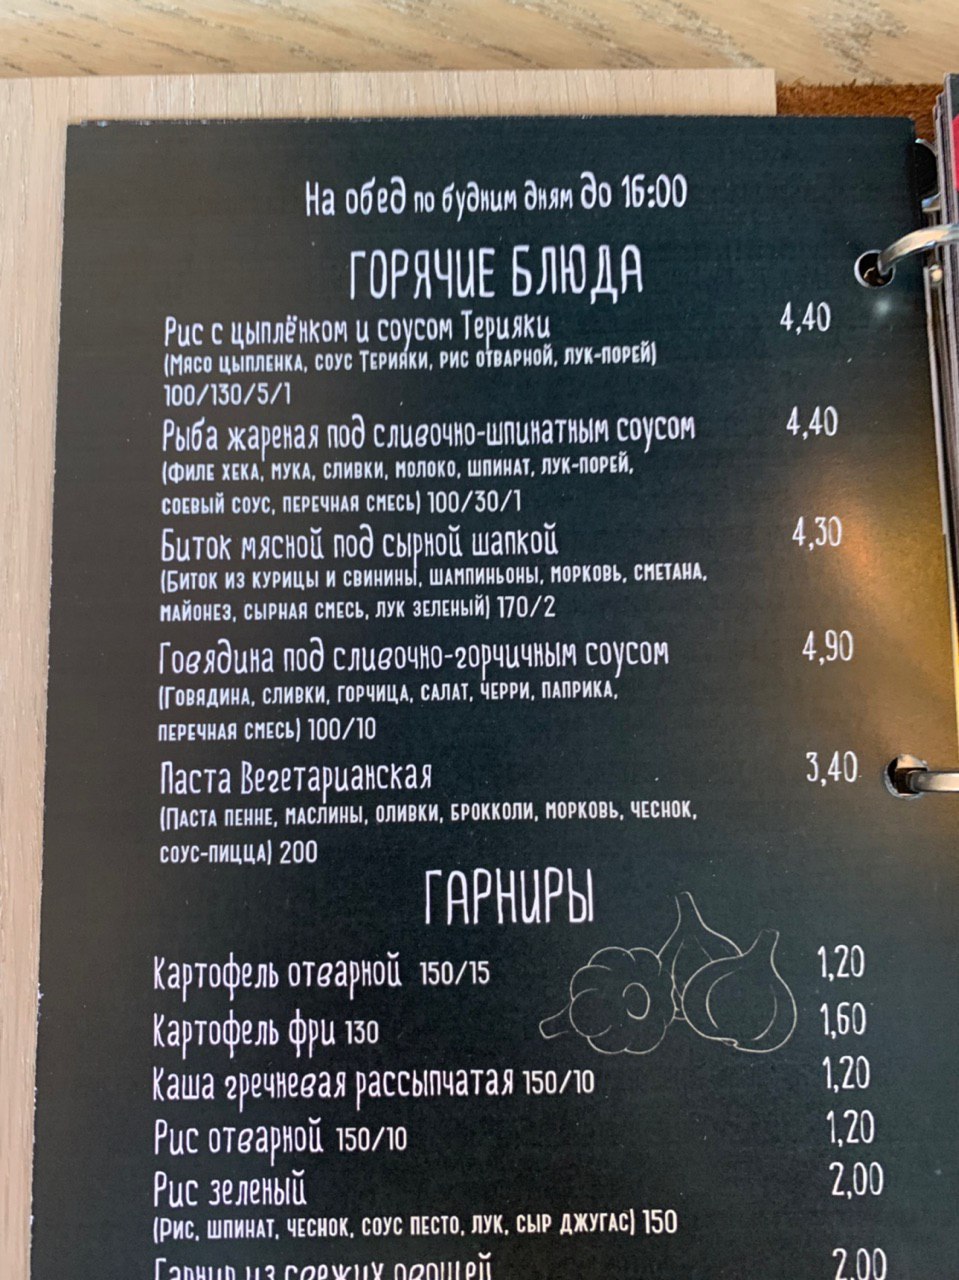 На обед по будним дням до 16:00
ГОРЯЧИЕ БЛЮДА
Рис с цыплёнком и соусом Терияки 4,40
(Мясо цыпленка, соус Терияки, рис отварной, лук-порей)
100/130/5/1
Рыба жареная под сливочно-шпинатным соусом 4,40
(филе хека, мука, сливки, молоко, шпинат, лук-порей,
соевый соус, перечная смесь) 100/30/1
Биток мясной под сырной шапкой 4,30
(Биток из курицы и свинины, шампиньоны, морковь, сметана,
майонез, сырная смесь, лук зеленый) 170/2
Говядина под сливочно-горчичным соусом 4,90
(Говядина, сливки, горчица, салат, черри, паприка,
перечная смесь) 100/10
Паста Вегетарианская 3,40
(Паста пенне, маслины, оливки, брокколи, морковь, чеснок,
соус-пицца) 200
ГАРНИРЫ
Картофель отварной 150/15 1,20
Картофель фри 130 1,60
Каша гречневая рассыпчатая 150/10 1,20
Рис отварной 150/10 1,20
Рис зеленый 2,00
(Рис, шпинат, чеснок, соус песто, лук, сыр джугас) 150
Гарнир из свежих овощей 2,00